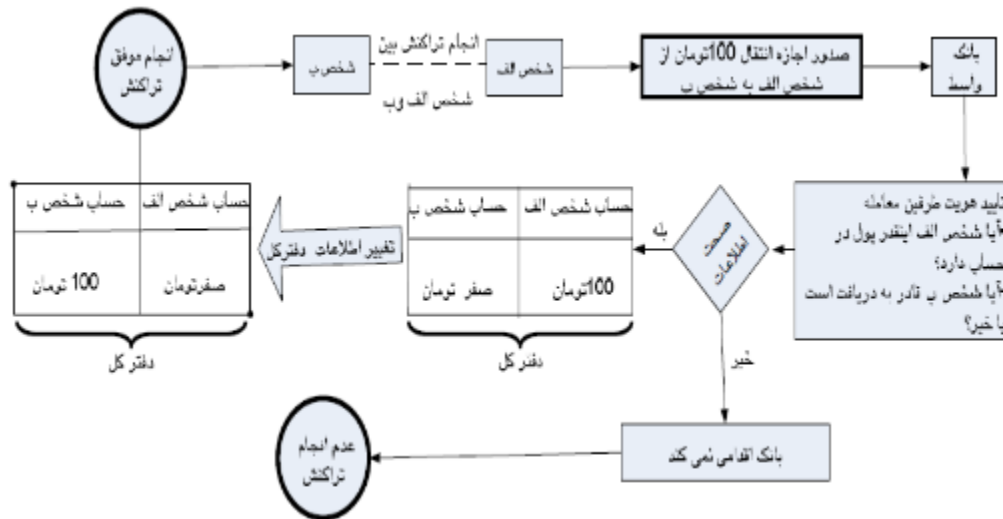 انجام موفق
تراکنش
شخص ب
انجام تراکنش بین
شخص الف وب
شخص الف
صدور اجازه انتقال 100تومان از
شخص الف به شخص ب
بانک
واسط
تایید هویت طرفین معامله
آیا شخص الف اینقدر پول در
حساب دارد؟
آیا شخص ب قادر به دریافت است
یا خیر؟
صحت
اطلاعات
بله
خیر
حساب شخص الف
حساب شخص ب
100تومان
صفر تومان
دفتر کل
تغییر اطلاعات دفترکل
حساب شخص الف
حساب شخص ب
صفرتومان
100 تومان
دفتر کل
بانک اقدامی نمی کند
عدم انجام
تراکنش